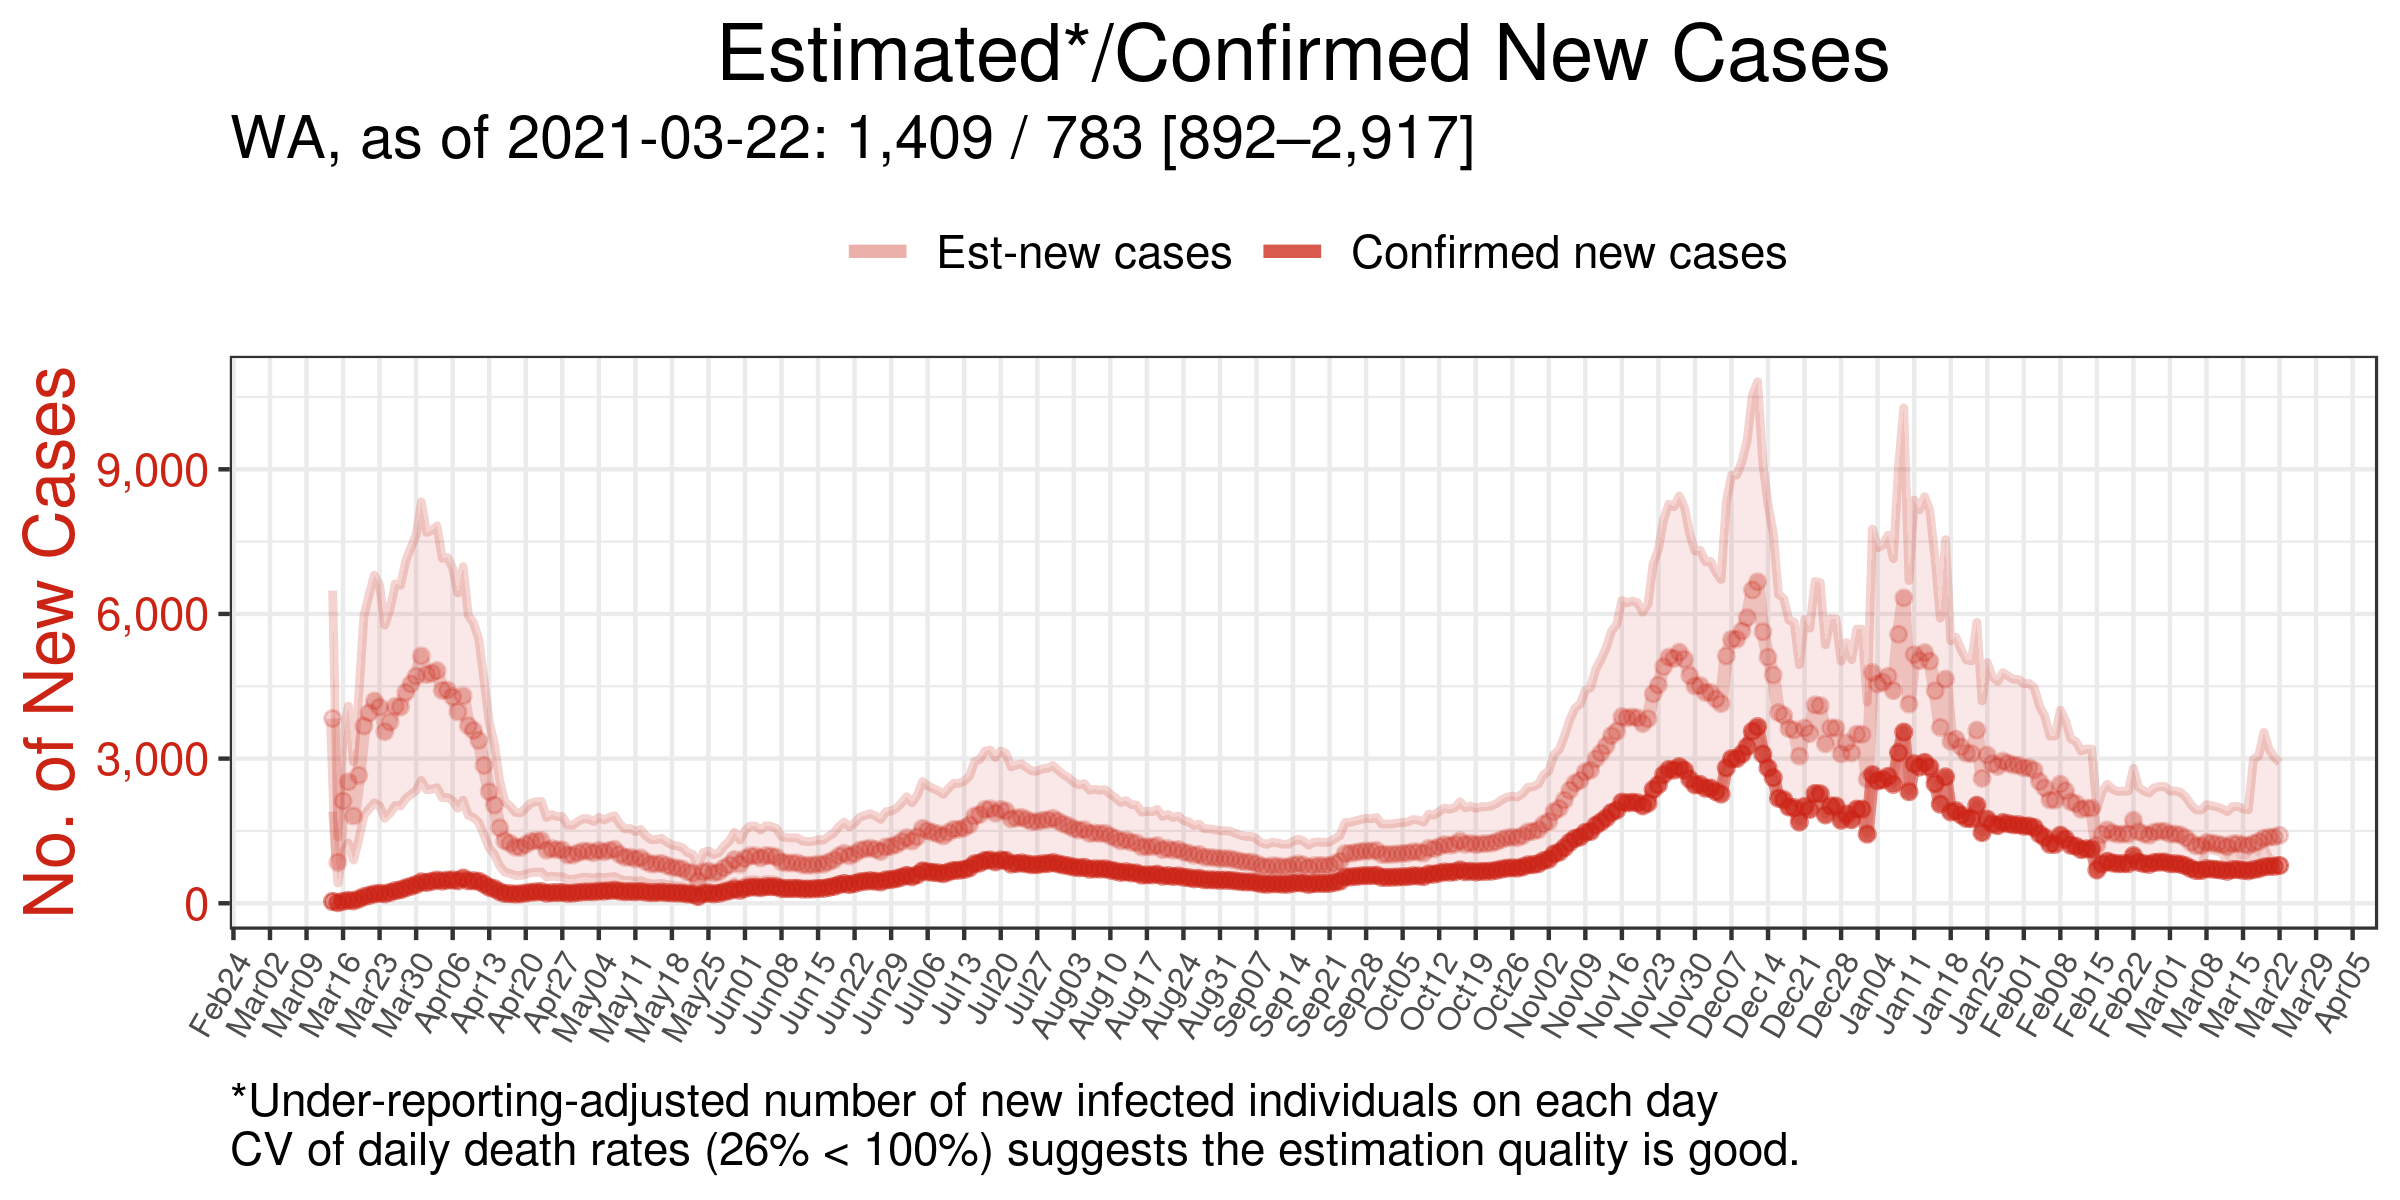 Estimated*/Confirmed New Cases
WA, as of 2021-03-22: 1,409 / 783 [892–2,917]
Est-new cases Confirmed new cases
No. of New Cases
9,000
6,000
3,000
0
Feb24 Mar02 Mar09 Mar16 Mar23 Mar30 Apr06 Apr13 Apr20 Apr27 May04 May11 May18 May25 Jun01 Jun08 Jun15 Jun22 Jun29 Jul06 Jul13 Jul20 Jul27 Aug03 Aug10 Aug17 Aug24 Aug31 Sep07 Sep14 Sep21 Sep28 Oct05 Oct12 Oct19 Oct26 Nov02 Nov09 Nov16 Nov23 Nov30 Dec07 Dec14 Dec21 Dec28 Jan04 Jan11 Jan18 Jan25 Feb01 Feb08 Feb15 Feb22 Mar01 Mar08 Mar15 Mar22 Mar29 Apr05
*Under-reporting-adjusted number of new infected individuals on each day
CV of daily death rates (26% < 100%) suggests the estimation quality is good.